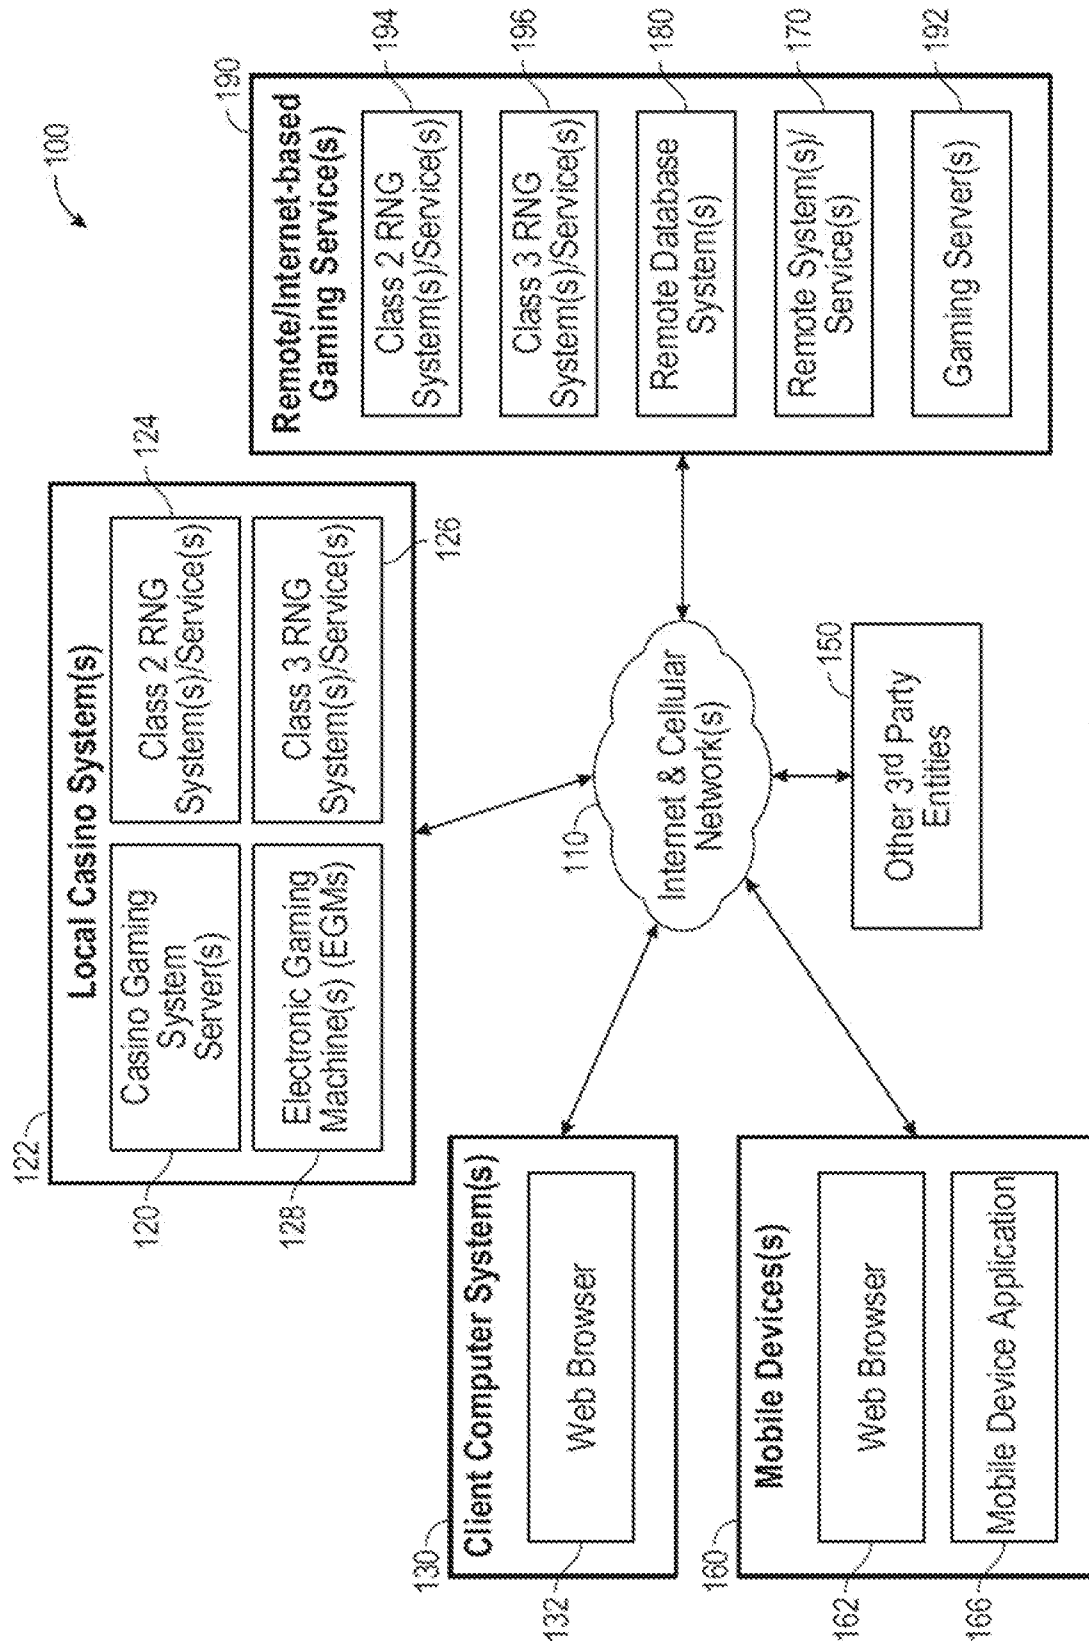 100
122
Local Casino System(s)
120
Casino Gaming
System
Server(s)
Class 2 RNG
System(s)/Service(s)
124
128
Electronic Gaming
Machine(s) (EGMs)
Class 3 RNG
System(s)/Service(s)
126
190
Remote/Internet-based
Gaming Service(s)
Class 2 RNG
System(s)/Service(s)
194
Class 3 RNG
System(s)/Service(s)
196
Remote Database
System(s)
180
Remote System(s)/
Service(s)
170
Gaming Server(s)
192
130
Client Computer System(s)
Web Browser
132
110
Internet & Cellular
Network(s)
150
Other 3rd Party
Entities
160
Mobile Devices(s)
Web Browser
162
Mobile Device Application
166